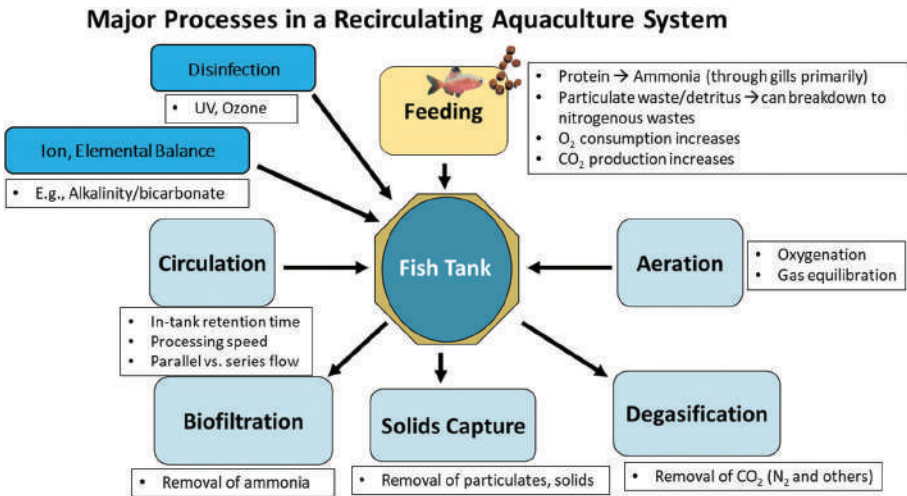 Major Processes in a Recirculating Aquaculture System
Disinfection
• UV, Ozone
Ion, Elemental Balance
• E.g., Alkalinity/bicarbonate
Feeding
• Protein → Ammonia (through gills primarily)
• Particulate waste/detritus → can breakdown to
nitrogenous wastes
• O₂ consumption increases
• CO₂ production increases
Circulation
• In-tank retention time
• Processing speed
• Parallel vs. series flow
Fish Tank
Aeration
• Oxygenation
• Gas equilibration
Biofiltration
• Removal of ammonia
Solids Capture
• Removal of particulates, solids
Degasification
• Removal of CO₂ (N₂ and others)